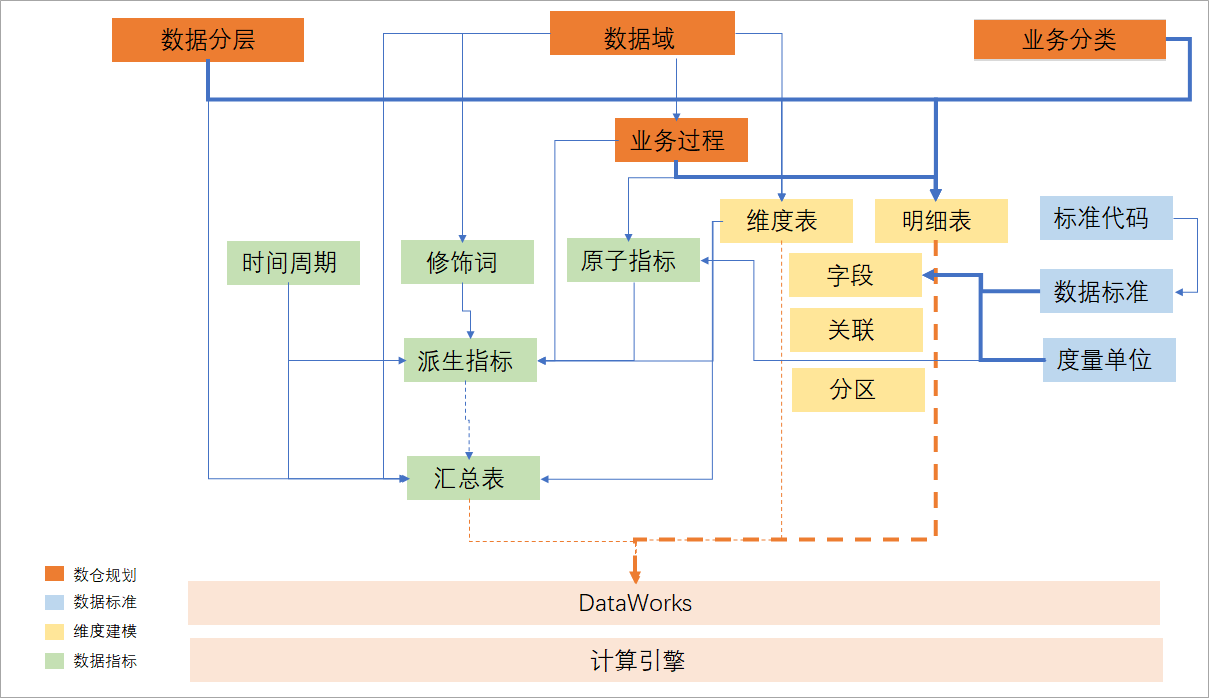 数据分层
数据域
业务分类
业务过程
维度表
明细表
标准代码
时间周期
修饰词
原子指标
字段
数据标准
关联
派生指标
度量单位
分区
汇总表
数仓规划
数据标准
维度建模
数据指标
DataWorks
计算引擎